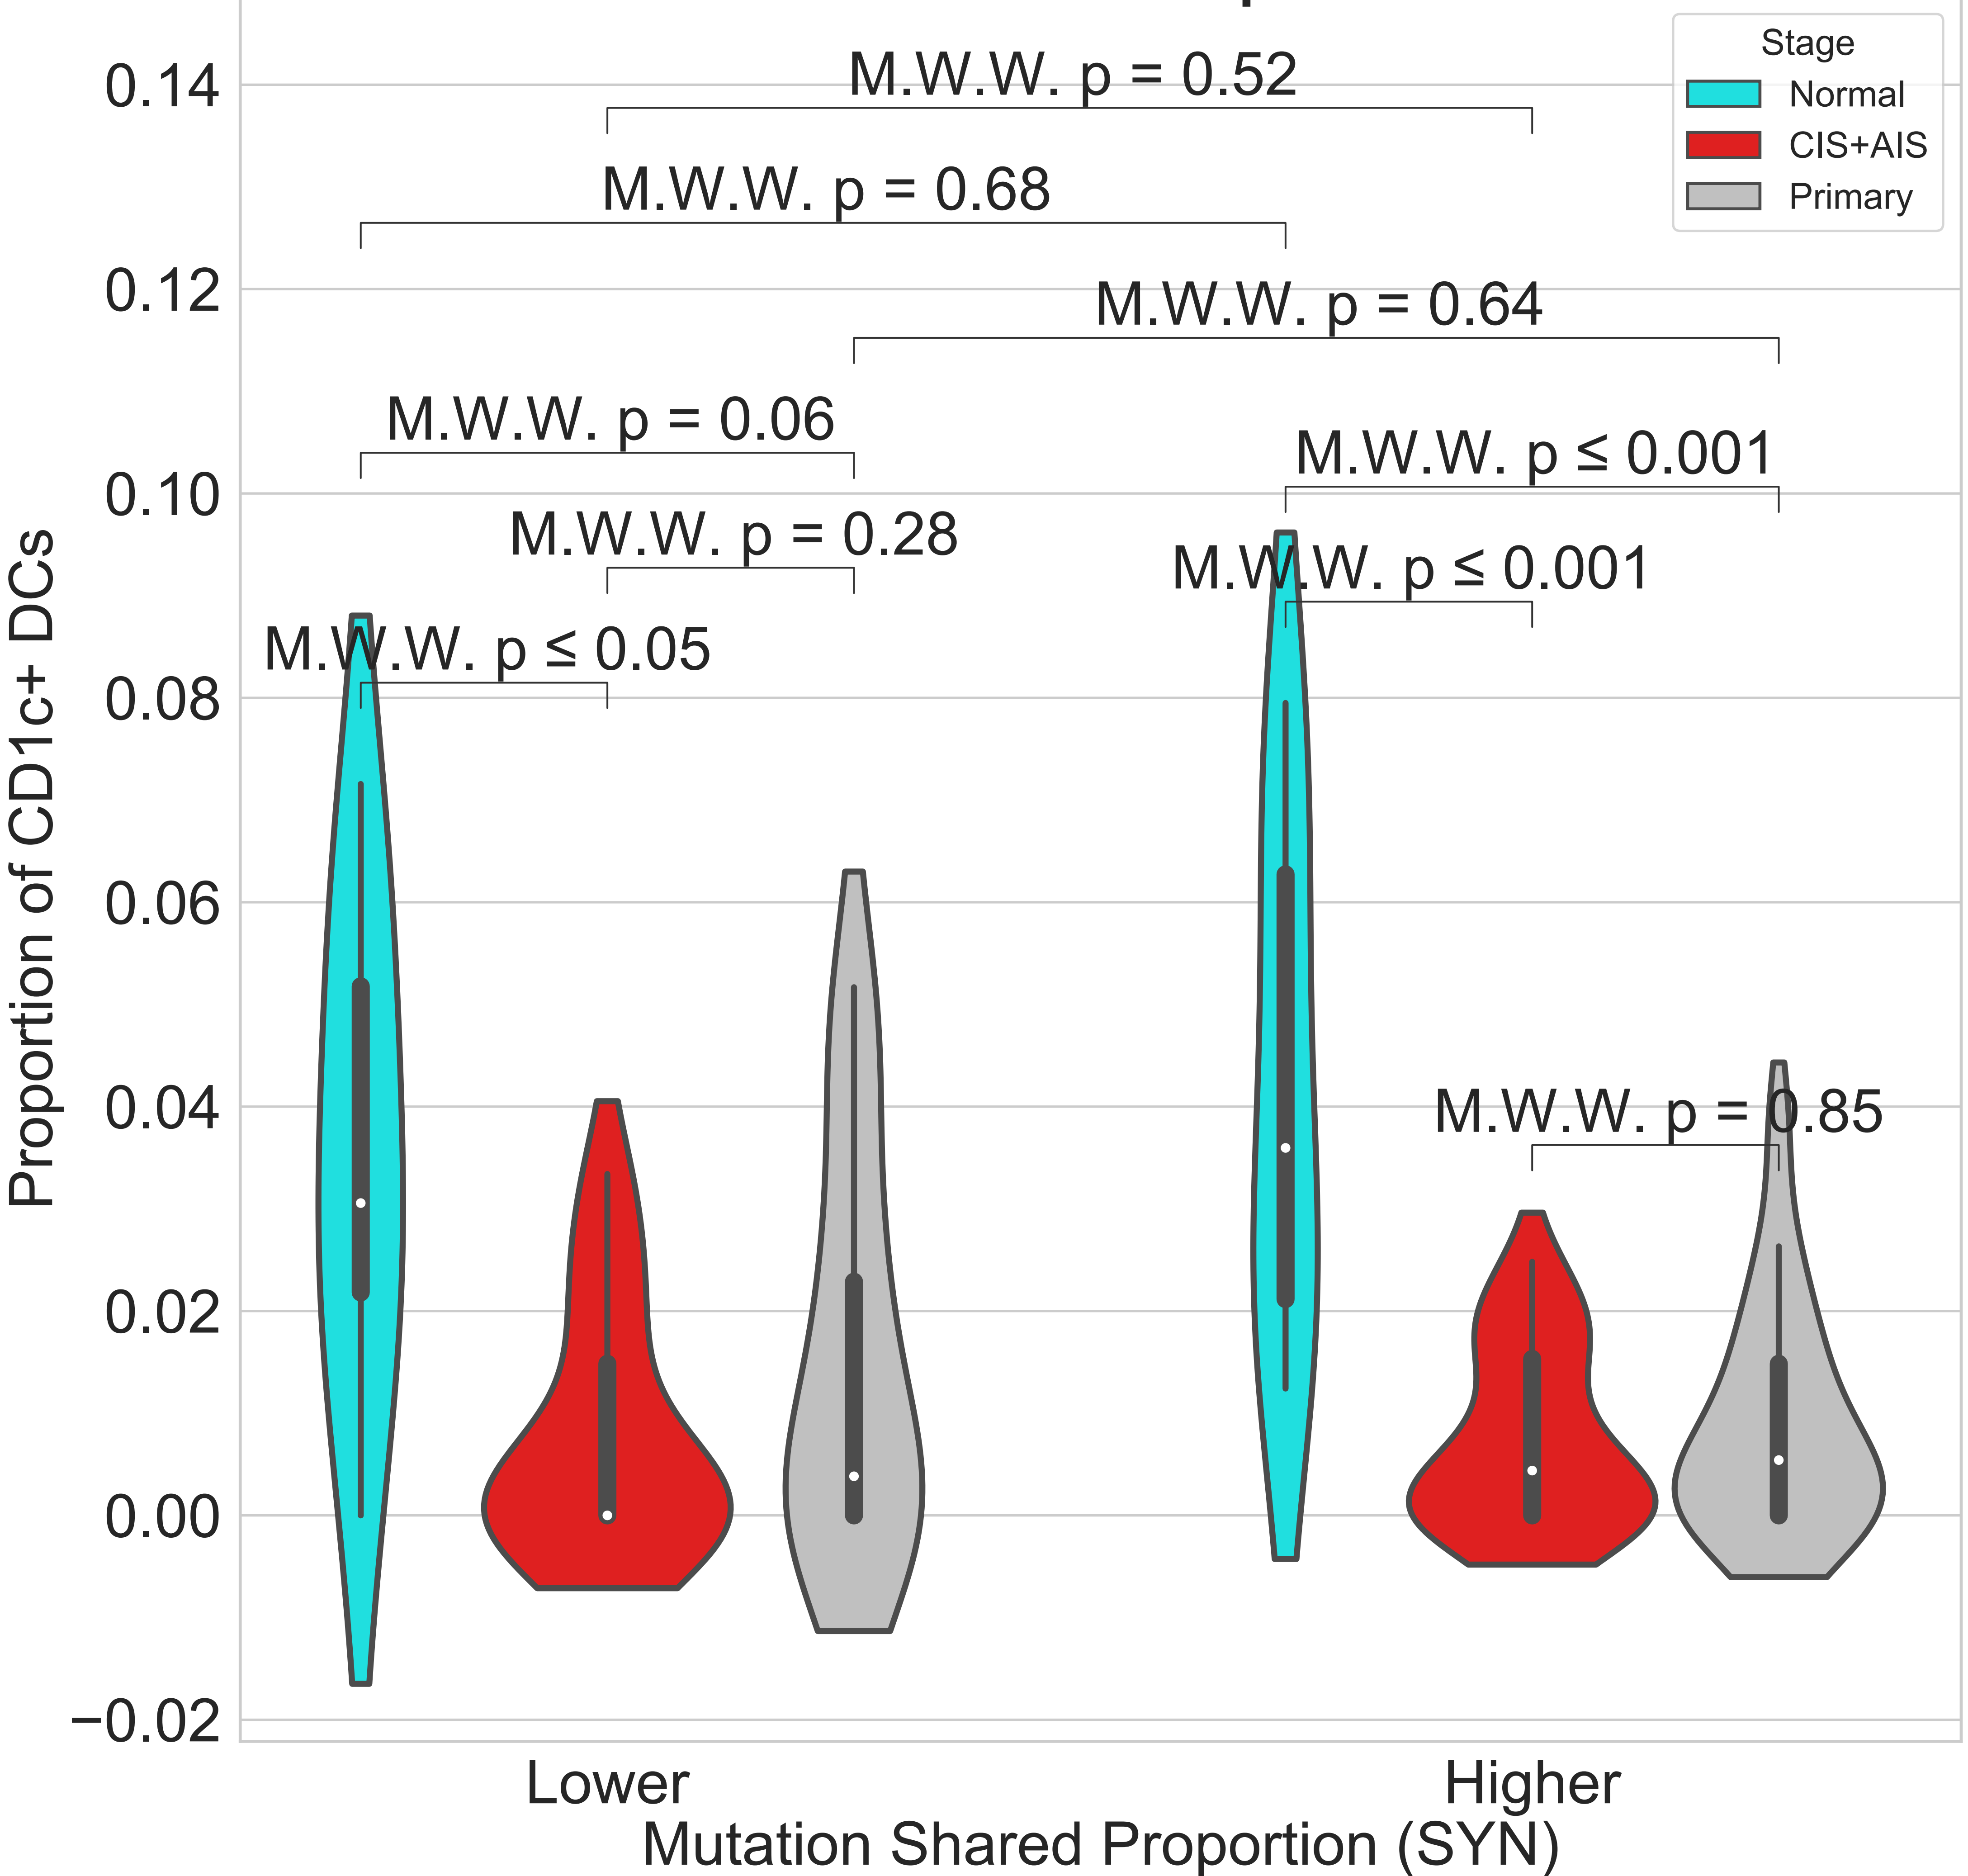 Stage
Normal
CIS+AIS
Primary
M.W.W. p = 0.52
M.W.W. p = 0.68
M.W.W. p = 0.64
M.W.W. p = 0.06
M.W.W. p ≤ 0.001
M.W.W. p = 0.28
M.W.W. p ≤ 0.001
M.W.W. p ≤ 0.05
M.W.W. p = 0.85
0.14
0.12
0.10
0.08
0.06
0.04
0.02
0.00
−0.02
Proportion of CD1c+ DCs
Lower
Higher
Mutation Shared Proportion (SYN)